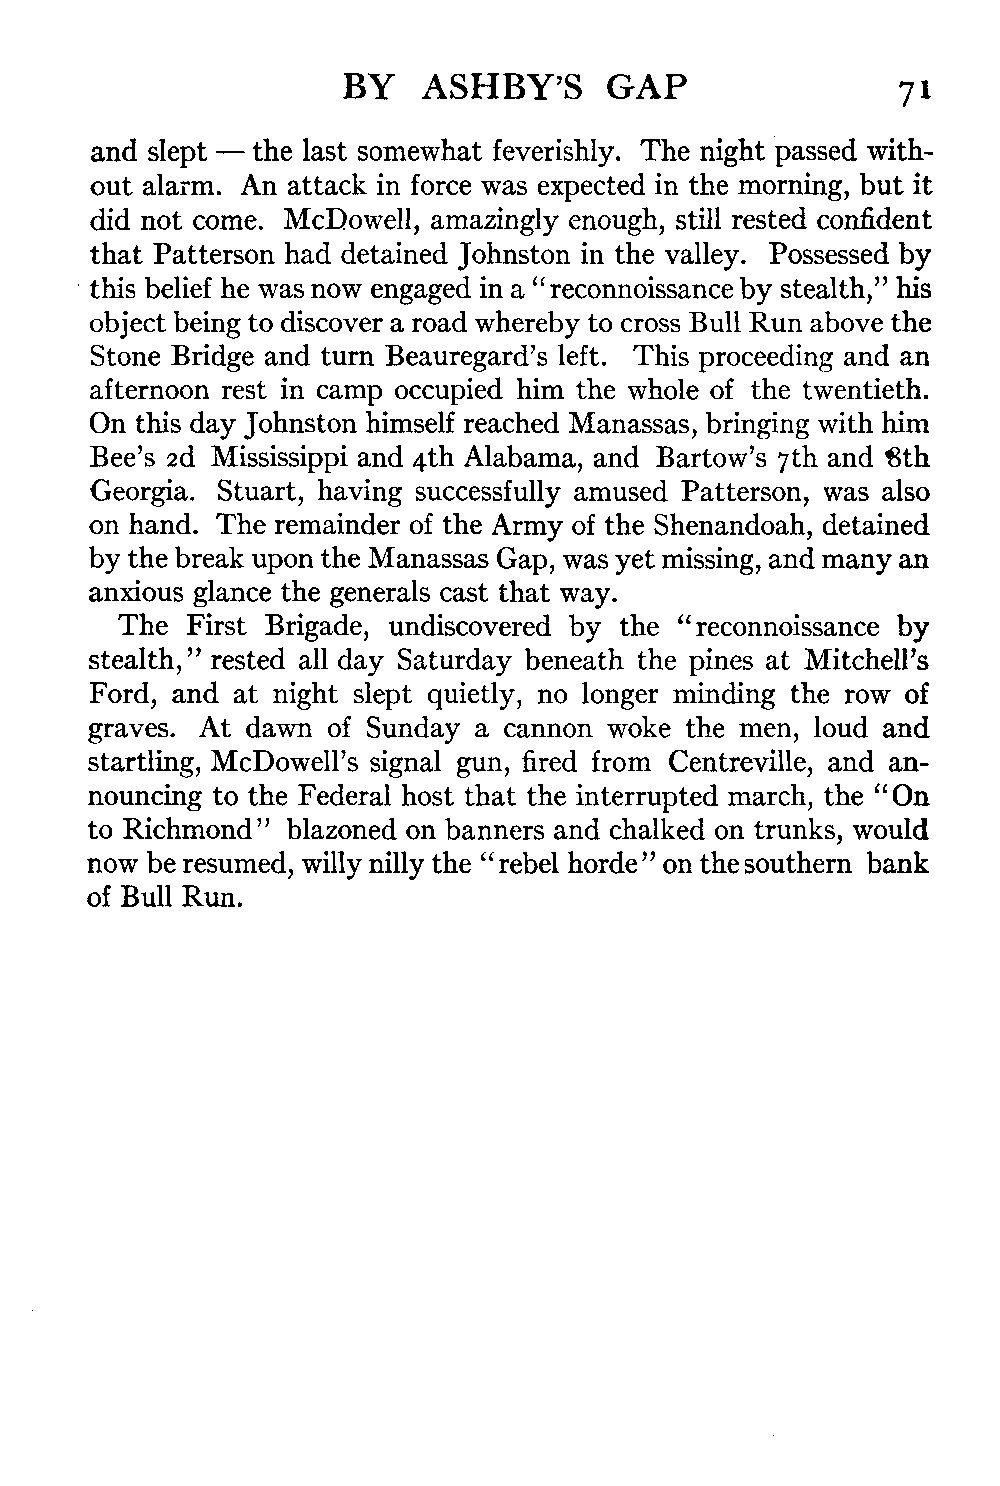 BY ASHBY'S GAP 71
and slept — the last somewhat feverishly. The night passed with-
out alarm. An attack in force was expected in the morning, but it
did not come. McDowell, amazingly enough, still rested confident
that Patterson had detained Johnston in the valley. Possessed by
this belief he was now engaged in a "reconnoissance by stealth," his
object being to discover a road whereby to cross Bull Run above the
Stone Bridge and turn Beauregard's left. This proceeding and an
afternoon rest in camp occupied him the whole of the twentieth.
On this day Johnston himself reached Manassas, bringing with him
Bee's 2d Mississippi and 4th Alabama, and Bartow's 7th and 8th
Georgia. Stuart, having successfully amused Patterson, was also
on hand. The remainder of the Army of the Shenandoah, detained
by the break upon the Manassas Gap, was yet missing, and many an
anxious glance the generals cast that way.
The First Brigade, undiscovered by the "reconnoissance by
stealth," rested all day Saturday beneath the pines at Mitchell's
Ford, and at night slept quietly, no longer minding the row of
graves. At dawn of Sunday a cannon woke the men, loud and
startling, McDowell's signal gun, fired from Centreville, and an-
nouncing to the Federal host that the interrupted march, the "On
to Richmond" blazoned on banners and chalked on trunks, would
now be resumed, willy nilly the "rebel horde" on the southern bank
of Bull Run.